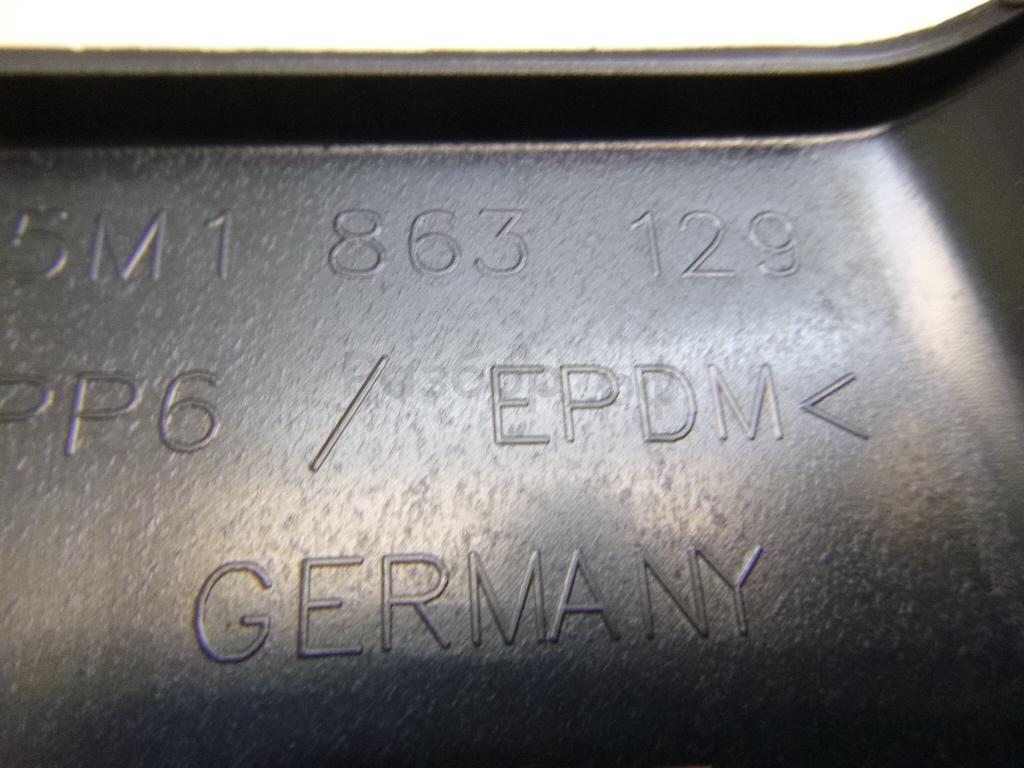 5M1 863 129
PP6 / EPDM<
GERMANY